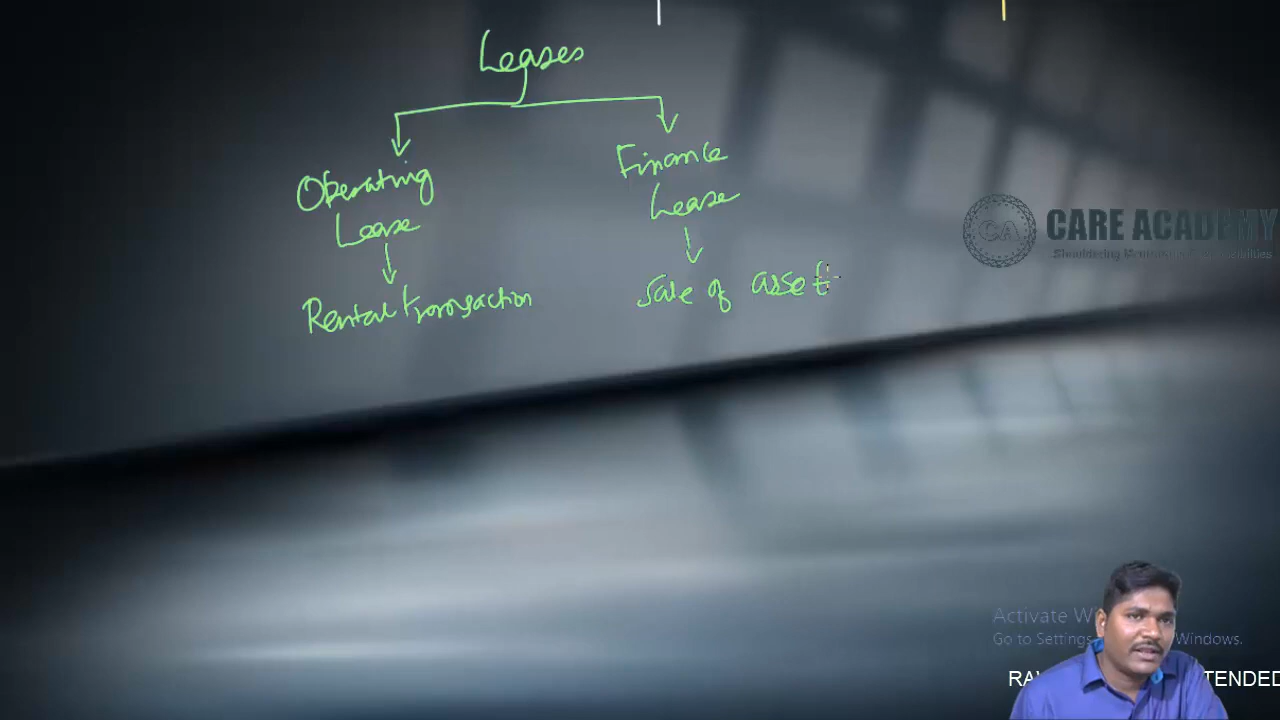 Leases
Operating
Lease
Finance
Lease
Rental transaction
Sale of asset
CARE ACADEMY
CA
Activate W
Go to Settings
Windows.
RA
TENDED